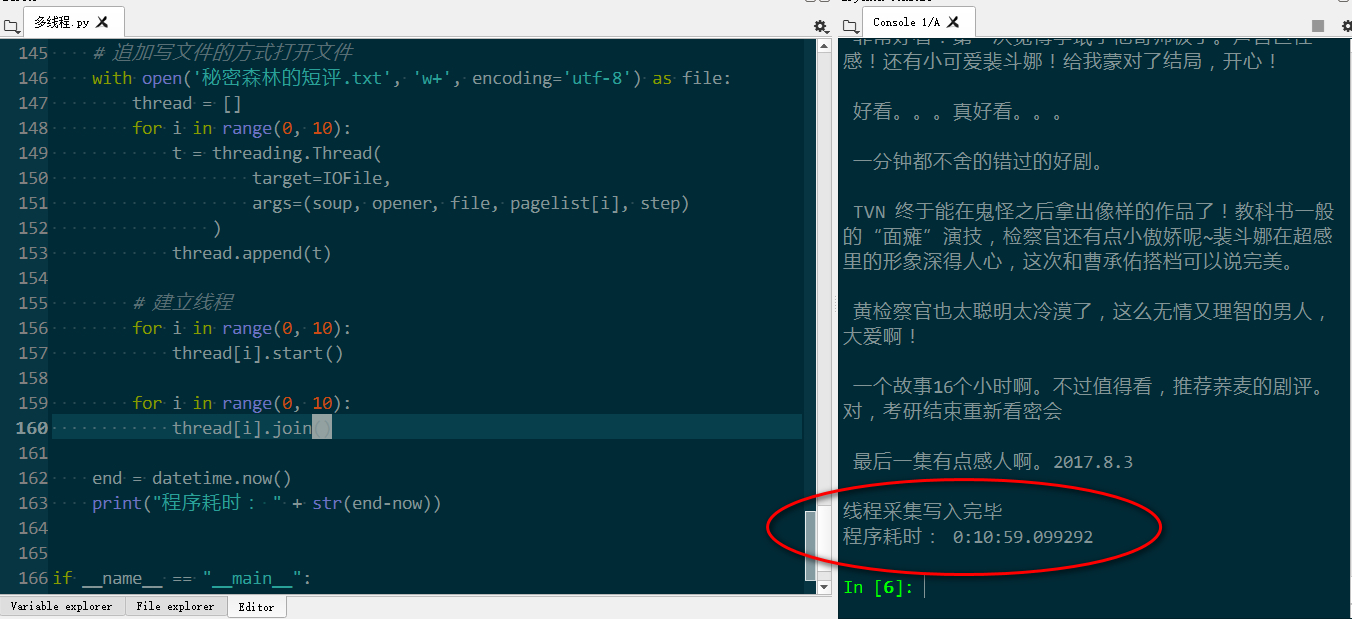 多线程.py
145 # 追加写文件的方式打开文件
146 with open('秘密森林的短评.txt', 'w+', encoding='utf-8') as file:
147 thread = []
148 for i in range(0, 10):
149 t = threading.Thread(
150 target=IOFile,
151 args=(soup, opener, file, pagelist[i], step)
152 )
153 thread.append(t)
154
155 # 建立线程
156 for i in range(0, 10):
157 thread[i].start()
158
159 for i in range(0, 10):
160 thread[i].join()
161
162 end = datetime.now()
163 print("程序耗时： " + str(end-now))
164
165
166 if __name__ == "__main__":
Variable explorer File explorer Editor
Console 1/A
感！还有小可爱裴斗娜！给我蒙对了结局，开心！
好看。。。真好看。。。
一分钟都不舍的错过的好剧。
TVN 终于能在鬼怪之后拿出像样的作品了！教科书一般
的“面瘫”演技，检察官还有点小傲娇呢~裴斗娜在超感
里的形象深得人心，这次和曹承佑搭档可以说完美。
黄检察官也太聪明太冷漠了，这么无情又理智的男人，
大爱啊！
一个故事16个小时啊。不过值得看，推荐荞麦的剧评。
对，考研结束重新看密会
最后一集有点感人啊。2017.8.3
线程采集写入完毕
程序耗时： 0:10:59.099292
In [6]: